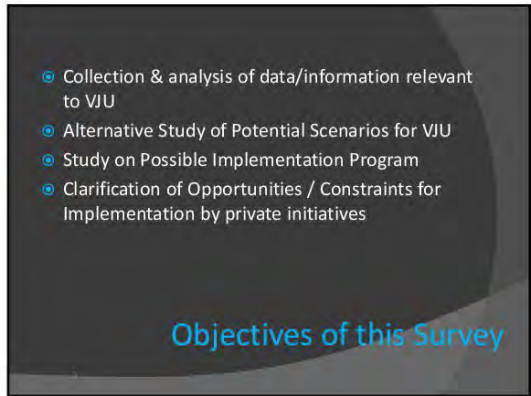 Collection & analysis of data/information relevant
to VJU
Alternative Study of Potential Scenarios for VJU
Study on Possible Implementation Program
Clarification of Opportunities / Constraints for
Implementation by private initiatives
Objectives of this Survey